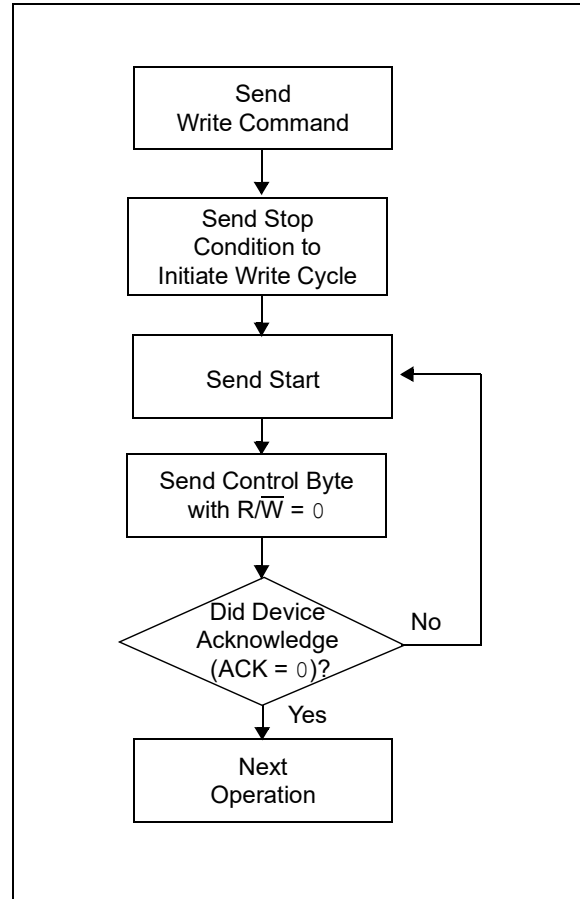 Send
Write Command
Send Stop
Condition to
Initiate Write Cycle
Send Start
Send Control Byte
with R/W̅ = 0
Did Device
Acknowledge
(ACK = 0)?
No
Yes
Next
Operation